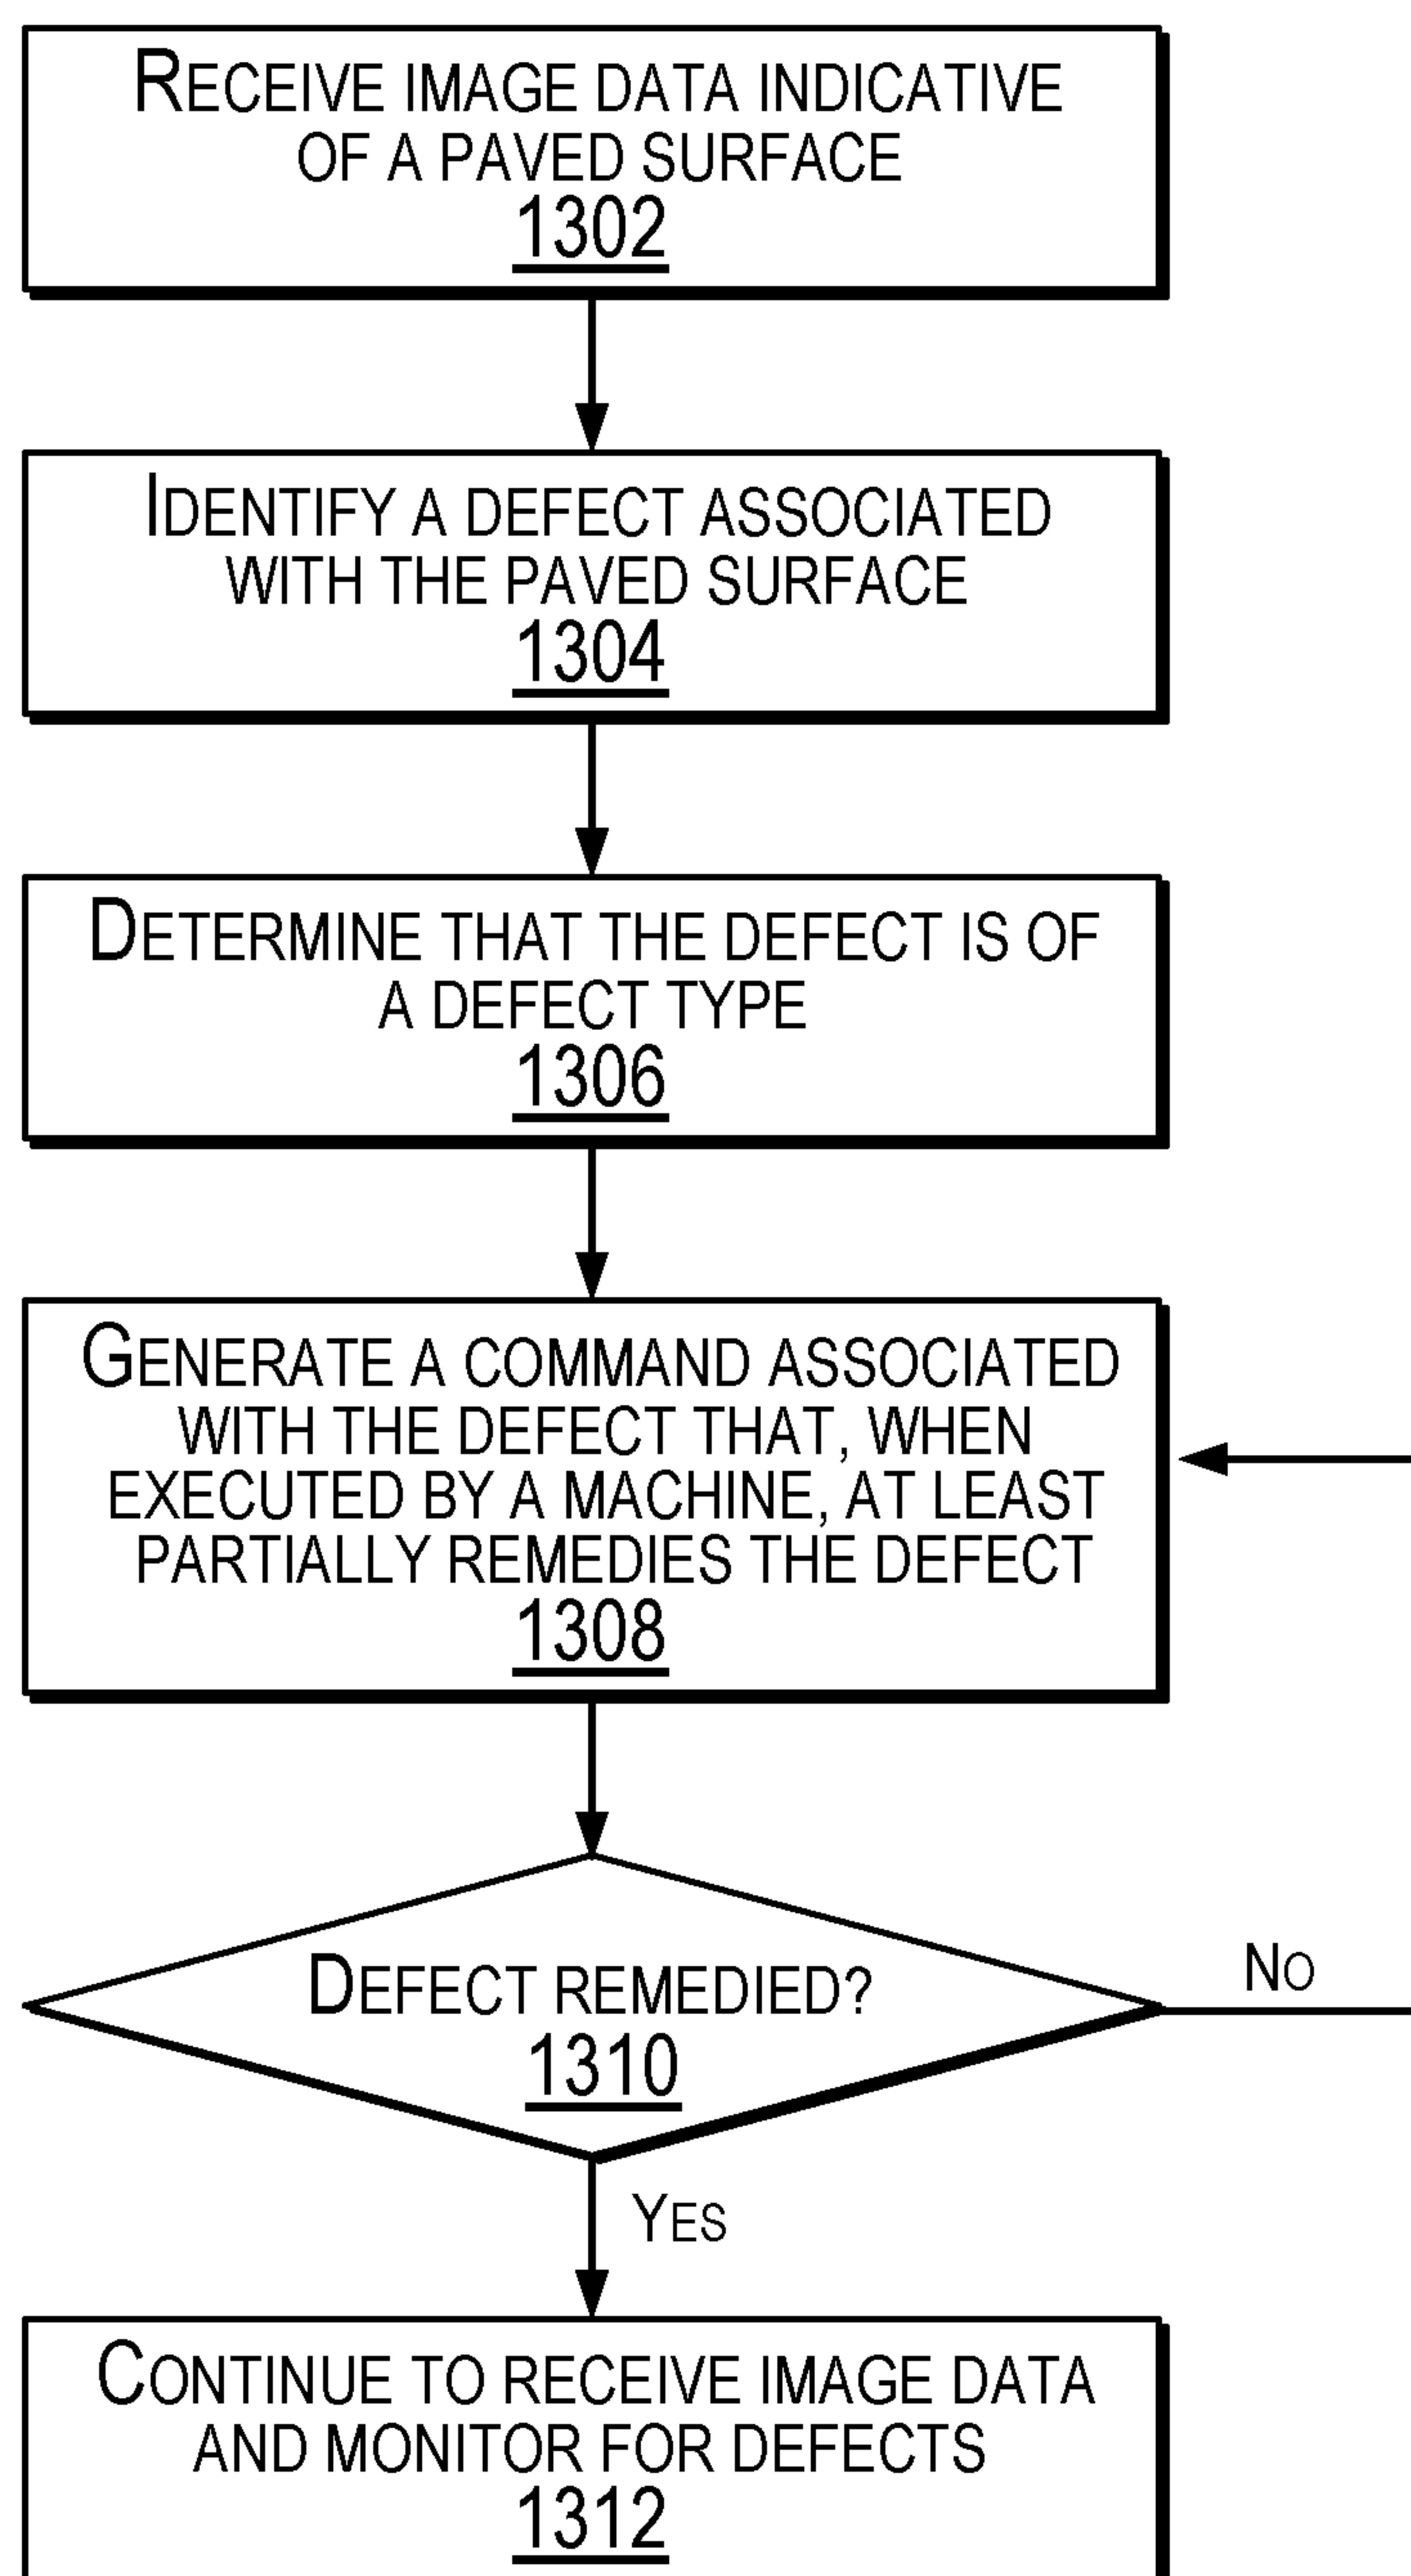 RECEIVE IMAGE DATA INDICATIVE
OF A PAVED SURFACE
1302
IDENTIFY A DEFECT ASSOCIATED
WITH THE PAVED SURFACE
1304
DETERMINE THAT THE DEFECT IS OF
A DEFECT TYPE
1306
GENERATE A COMMAND ASSOCIATED
WITH THE DEFECT THAT, WHEN
EXECUTED BY A MACHINE, AT LEAST
PARTIALLY REMEDIES THE DEFECT
1308
DEFECT REMEDIED?
1310
NO
YES
CONTINUE TO RECEIVE IMAGE DATA
AND MONITOR FOR DEFECTS
1312